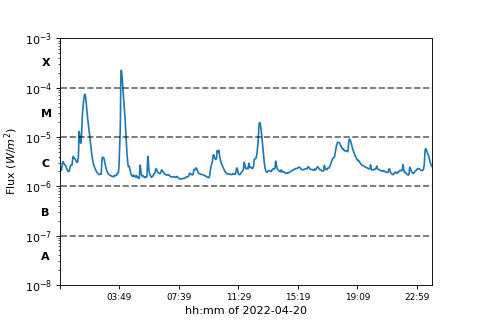 10⁻³
X
10⁻⁴
M
10⁻⁵
C
10⁻⁶
B
10⁻⁷
A
10⁻⁸
Flux (W/m²)
03:49 07:39 11:29 15:19 19:09 22:59
hh:mm of 2022-04-20